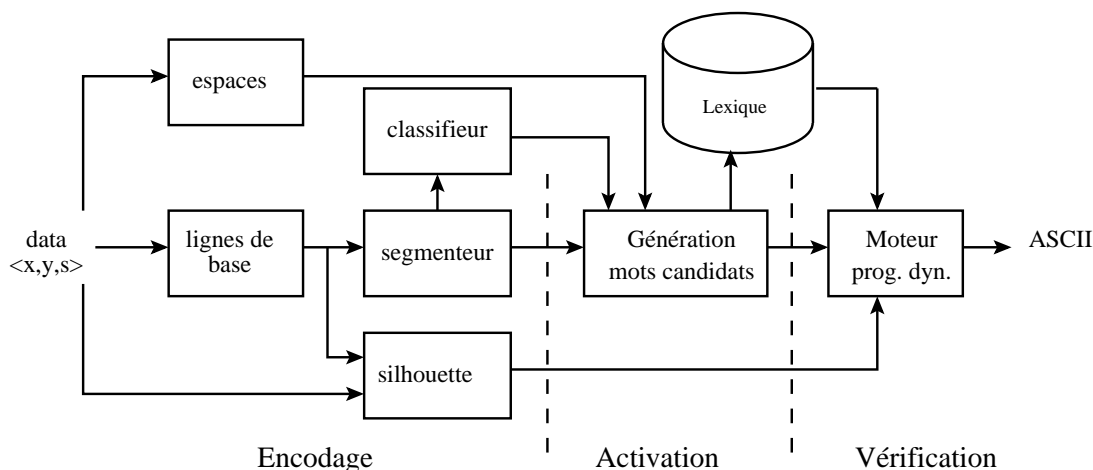 espaces
classifieur
Lexique
data
<x,y,s>
lignes de
base
segmenteur
Génération
mots candidats
Moteur
prog. dyn.
ASCII
silhouette
Encodage
Activation
Vérification